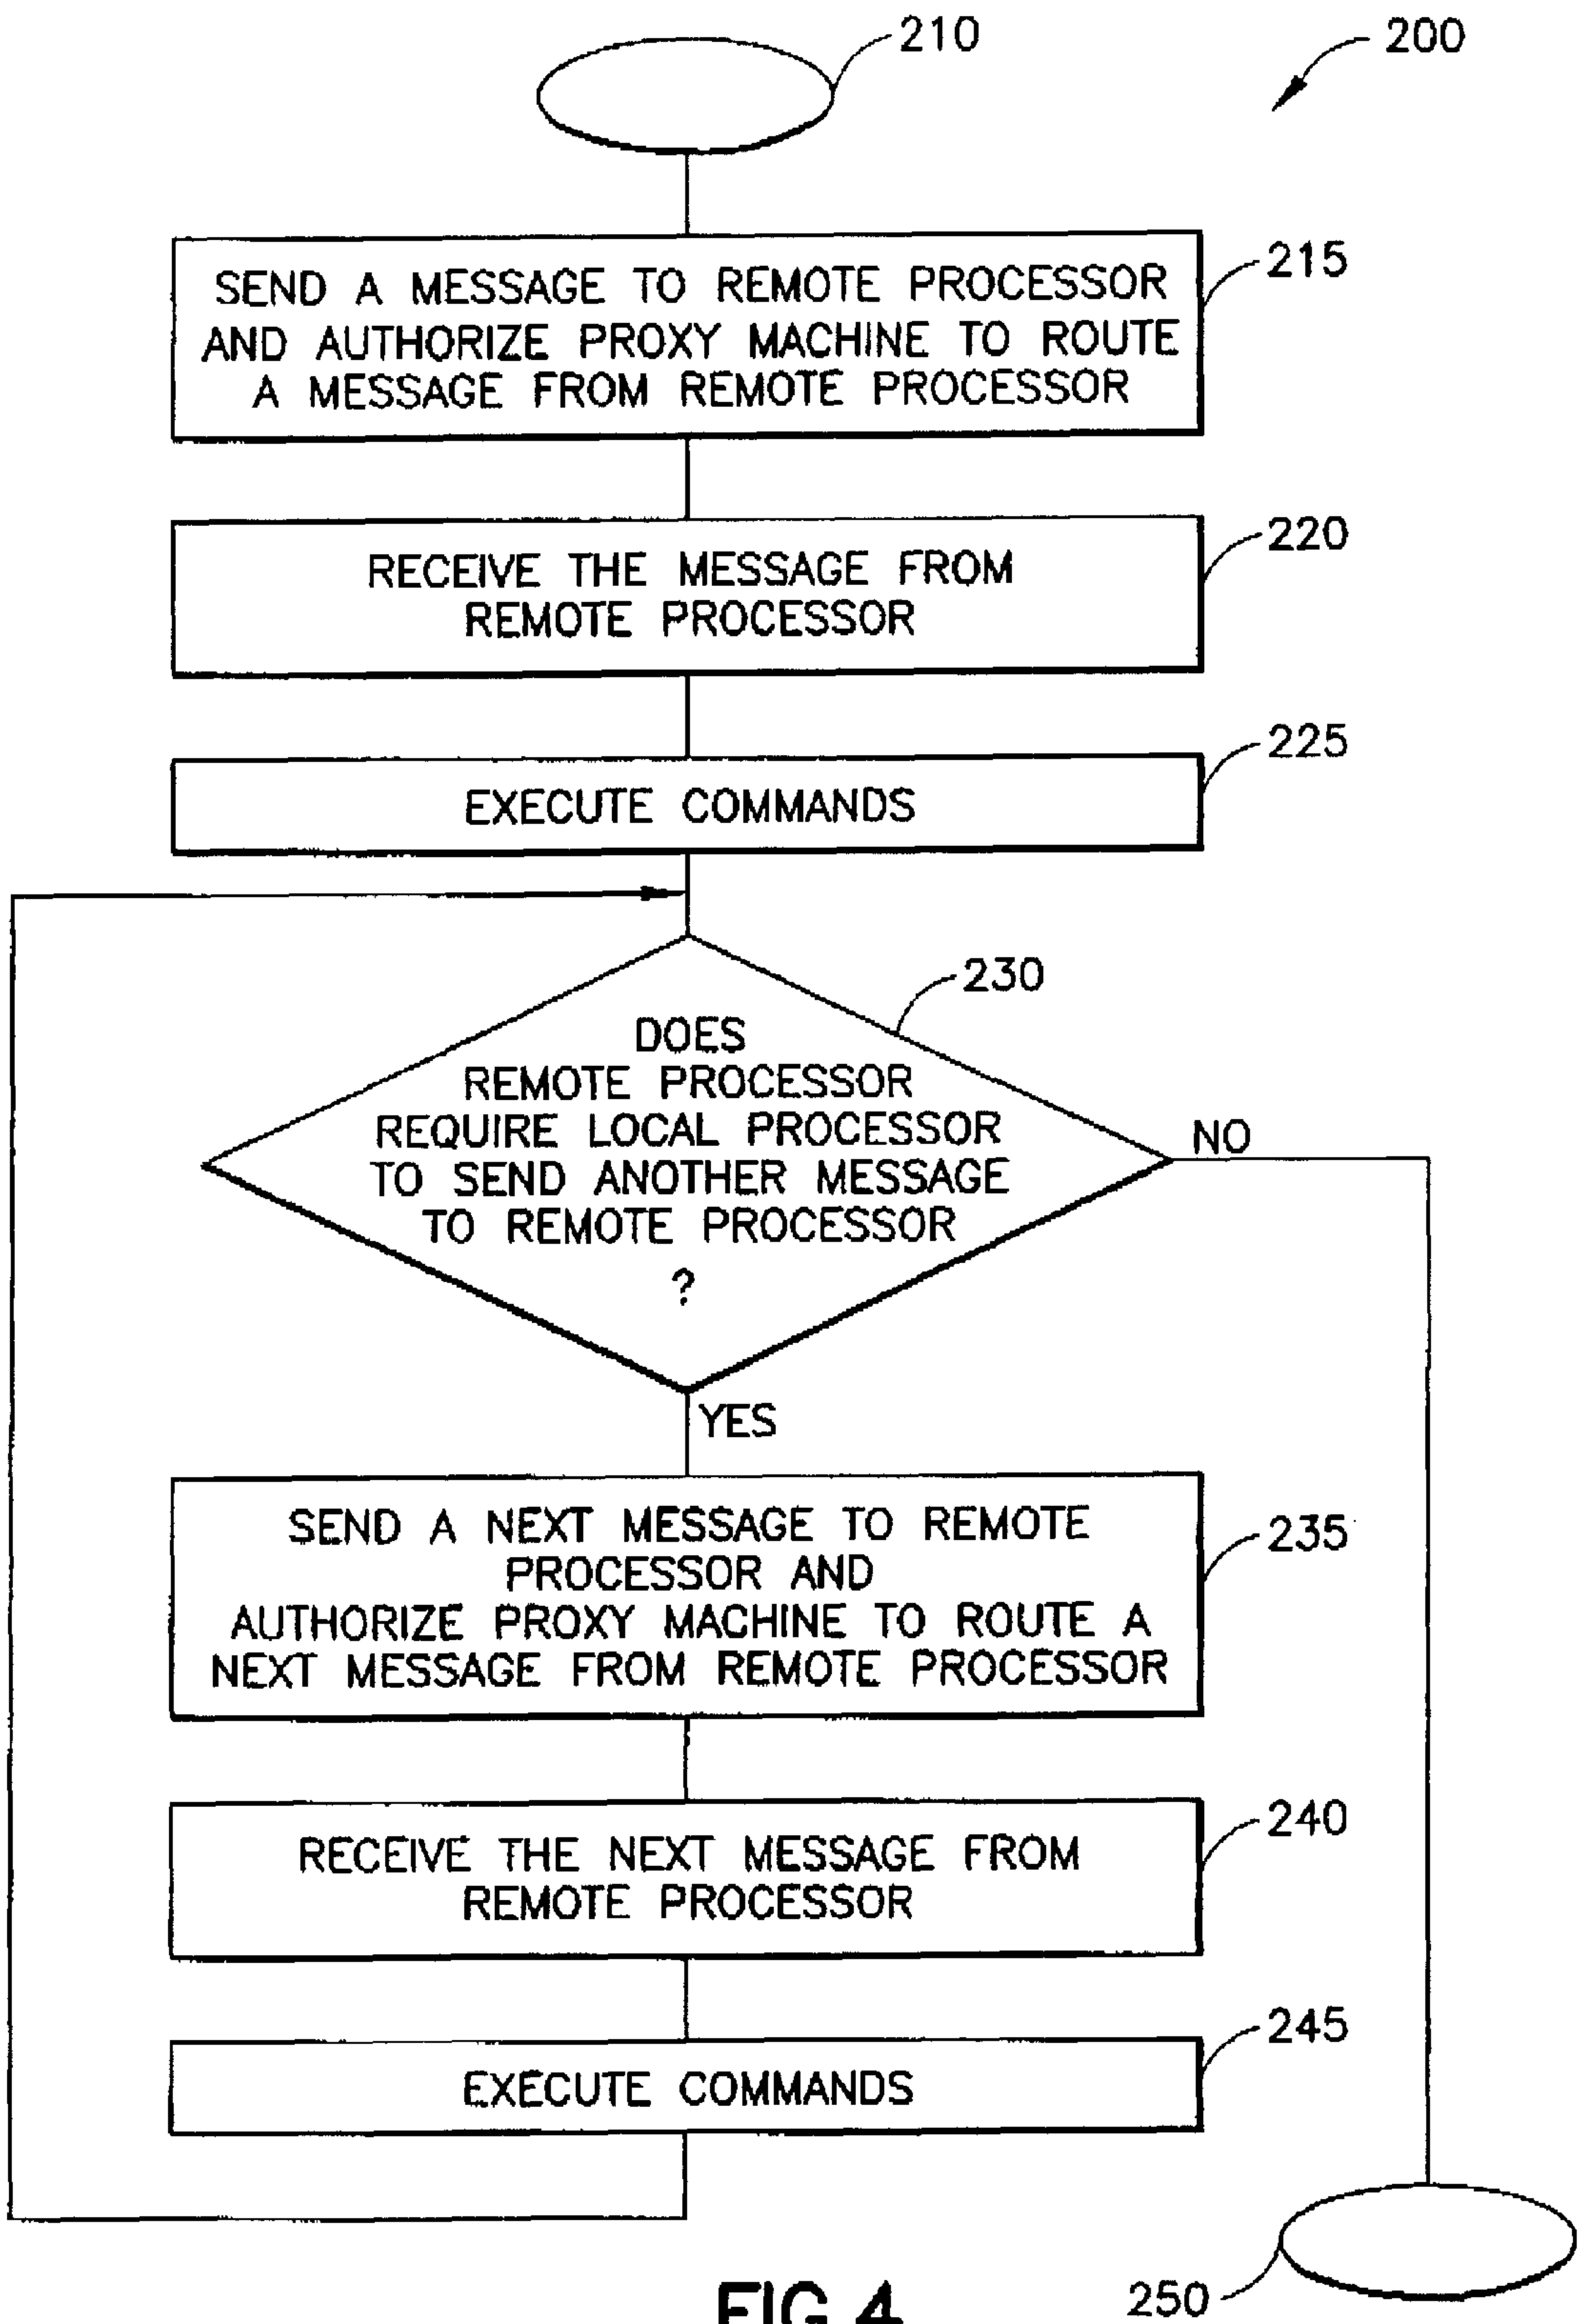 210
200
SEND A MESSAGE TO REMOTE PROCESSOR
AND AUTHORIZE PROXY MACHINE TO ROUTE
A MESSAGE FROM REMOTE PROCESSOR
215
RECEIVE THE MESSAGE FROM
REMOTE PROCESSOR
220
EXECUTE COMMANDS
225
DOES
REMOTE PROCESSOR
REQUIRE LOCAL PROCESSOR
TO SEND ANOTHER MESSAGE
TO REMOTE PROCESSOR
?
230
NO
YES
SEND A NEXT MESSAGE TO REMOTE
PROCESSOR AND
AUTHORIZE PROXY MACHINE TO ROUTE A
NEXT MESSAGE FROM REMOTE PROCESSOR
235
RECEIVE THE NEXT MESSAGE FROM
REMOTE PROCESSOR
240
EXECUTE COMMANDS
245
250
FIG.4